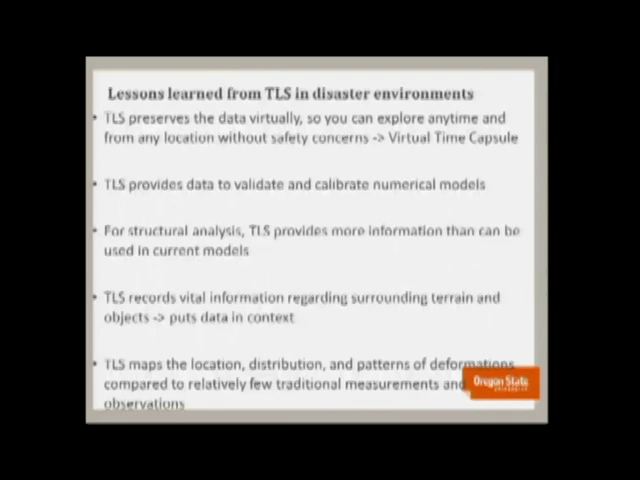 Lessons learned from TLS in disaster environments
• TLS preserves the data virtually, so you can explore anytime and
from any location without safety concerns -> Virtual Time Capsule
• TLS provides data to validate and calibrate numerical models
• For structural analysis, TLS provides more information than can be
used in current models
• TLS records vital information regarding surrounding terrain and
objects -> puts data in context
• TLS maps the location, distribution, and patterns of deformations
compared to relatively few traditional measurements and
observations
Oregon State
UNIVERSITY